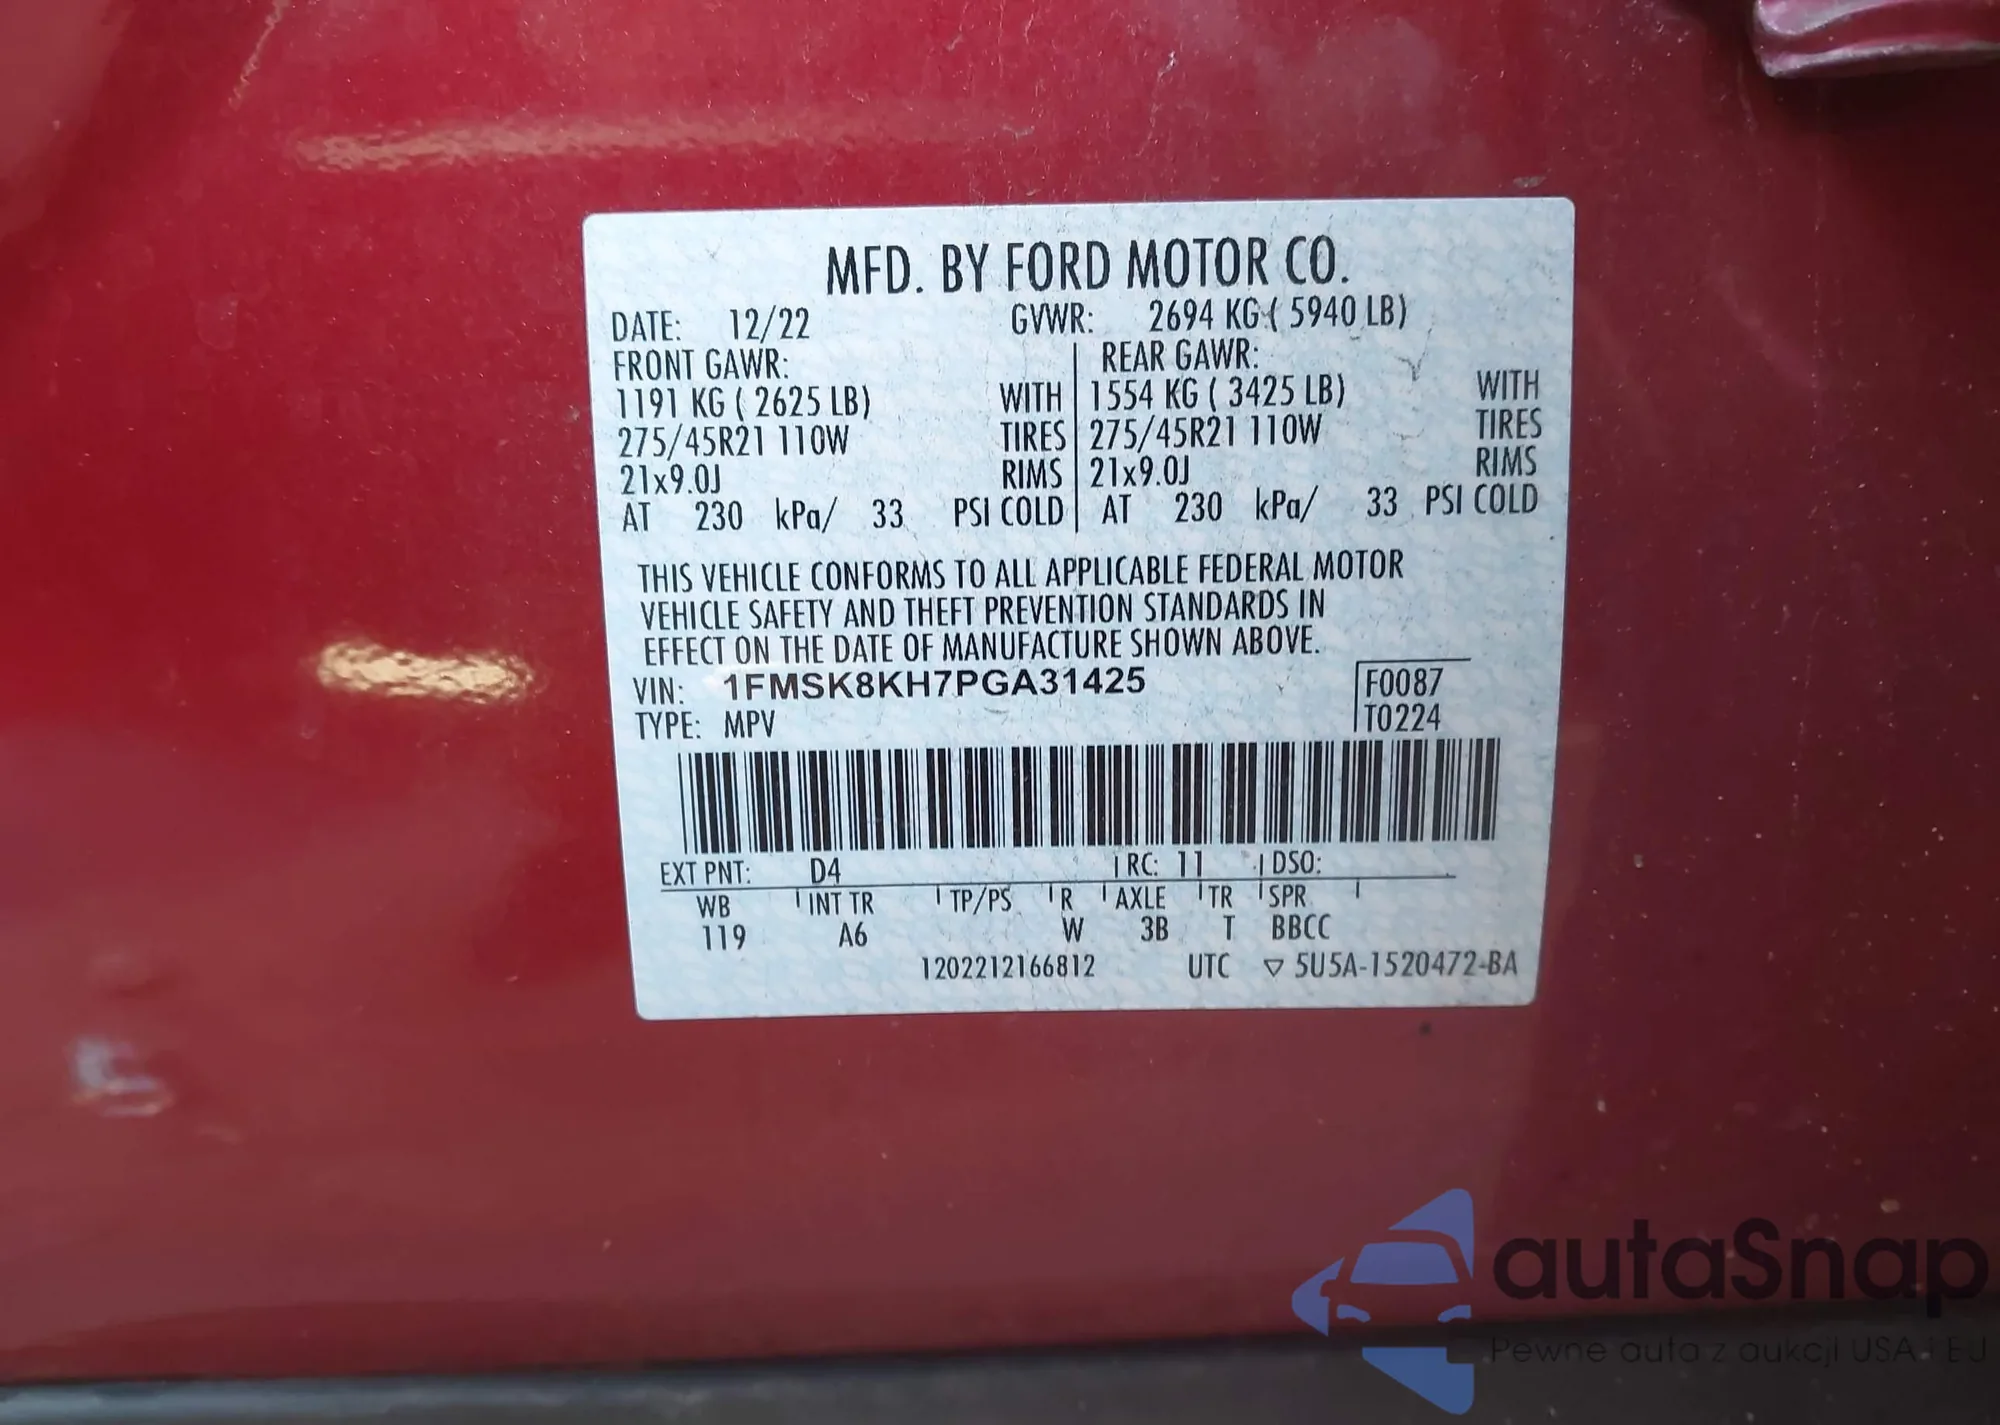 MFD. BY FORD MOTOR CO.
DATE: 12/22 GVWR: 2694 KG ( 5940 LB)
FRONT GAWR: REAR GAWR:
1191 KG ( 2625 LB) WITH 1554 KG ( 3425 LB) WITH
275/45R21 110W TIRES 275/45R21 110W TIRES
21x9.0J RIMS 21x9.0J RIMS
AT 230 kPa/ 33 PSI COLD AT 230 kPa/ 33 PSI COLD
THIS VEHICLE CONFORMS TO ALL APPLICABLE FEDERAL MOTOR
VEHICLE SAFETY AND THEFT PREVENTION STANDARDS IN
EFFECT ON THE DATE OF MANUFACTURE SHOWN ABOVE.
VIN: 1FMSK8KH7PGA31425 F0087
TYPE: MPV T0224
EXT PNT: D4 RC: 11 DSO:
WB INT TR TP/PS R AXLE TR SPR
119 A6 W 3B T BBCC
1202212166812 UTC ▽ 5U5A-1520472-BA
autaSnap
Pewne auta z aukcji USA i EU